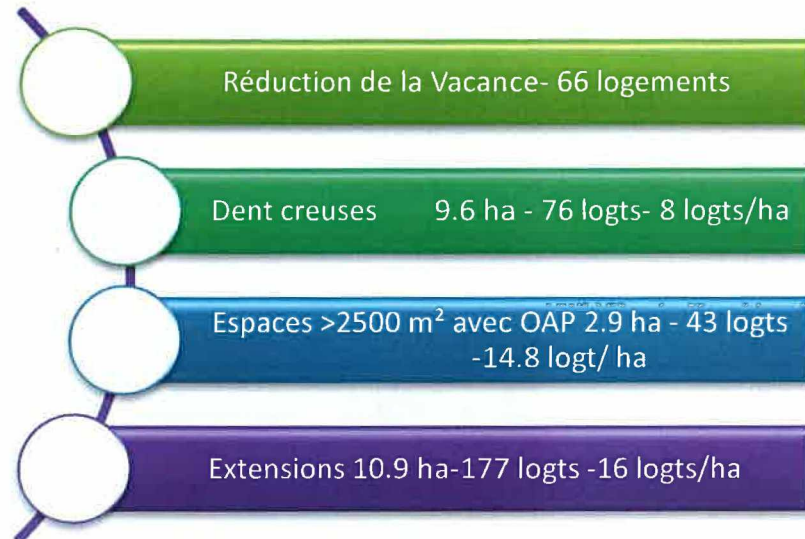 Réduction de la Vacance- 66 logements
Dent creuses 9.6 ha - 76 logts- 8 logts/ha
Espaces >2500 m² avec OAP 2.9 ha - 43 logts
-14.8 logt/ ha
Extensions 10.9 ha-177 logts -16 logts/ha